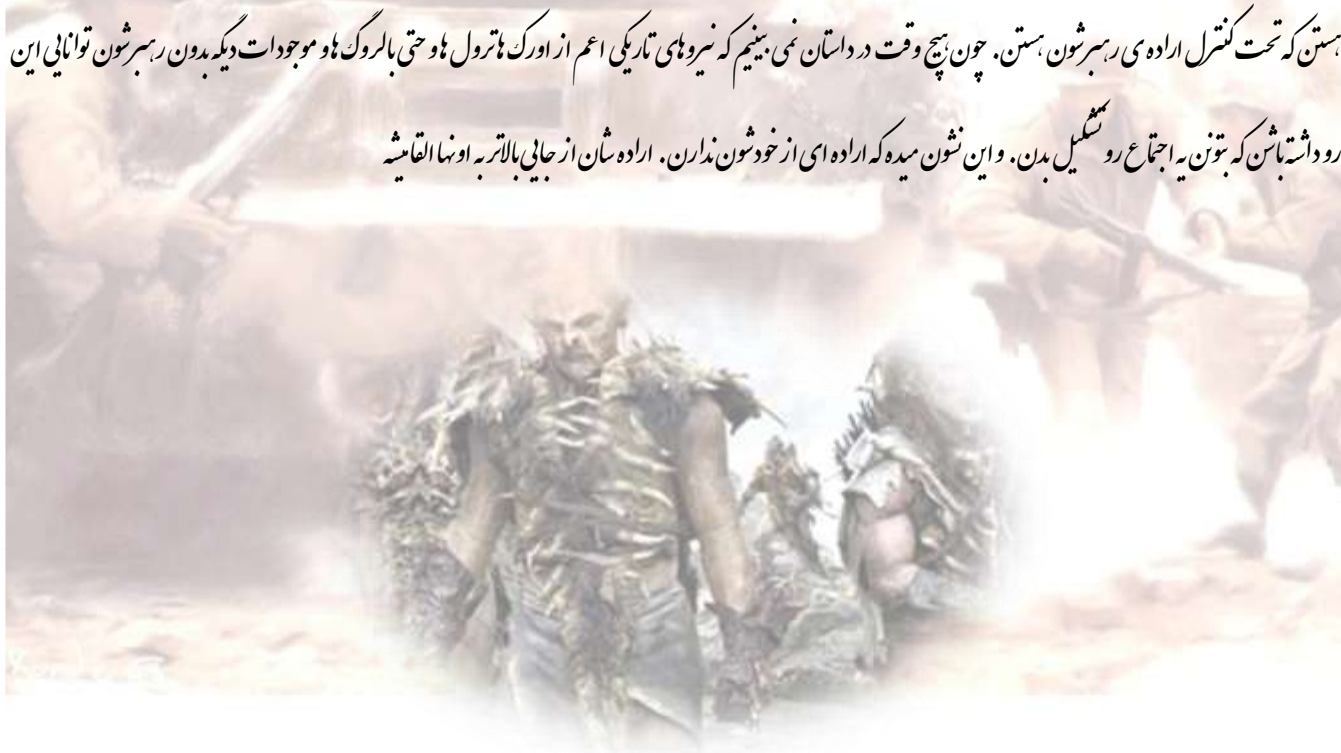 هستن که تحت کنترل اراده ی رهبرشون هستن. چون هیچ وقت در داستان نمی بینیم که نیروهای تاریکی اعم از اورک ها ترول ها و حتی بالروگ ها و موجودات دیگه بدون رهبرشون توانایی این
رو داشته باشن که بتونن یه اجتماع رو تشکیل بدن. و این نشون میده که اراده ای از خودشون ندارن. اراده شان از جایی بالاتر به اونها القا میشه